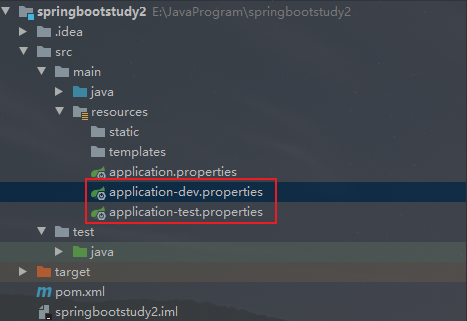 springbootstudy2 E:\JavaProgram\springbootstudy2
.idea
src
main
java
resources
static
templates
application.properties
application-dev.properties
application-test.properties
test
java
target
pom.xml
springbootstudy2.iml